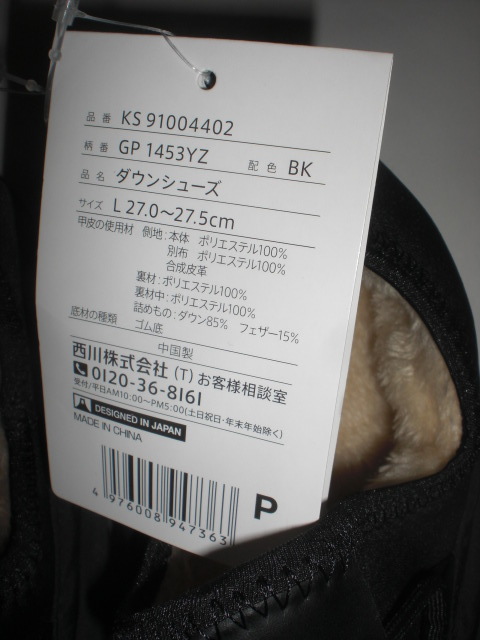 品番 KS 91004402
柄番 GP 1453YZ 配色 BK
品名 ダウンシューズ
サイズ L 27.0〜27.5cm
甲皮の使用材 側地:本体 ポリエステル100%
別布 ポリエステル100%
合成皮革
裏材:ポリエステル100%
裏材中:ポリエステル100%
詰めもの:ダウン85% フェザー15%
底材の種類 ゴム底
中国製
西川株式会社 (T) お客様相談室
0120-36-8161
受付/平日AM10:00〜PM5:00(土日祝日・年末年始除く)
DESIGNED IN JAPAN
MADE IN CHINA
4 976008 947363
P